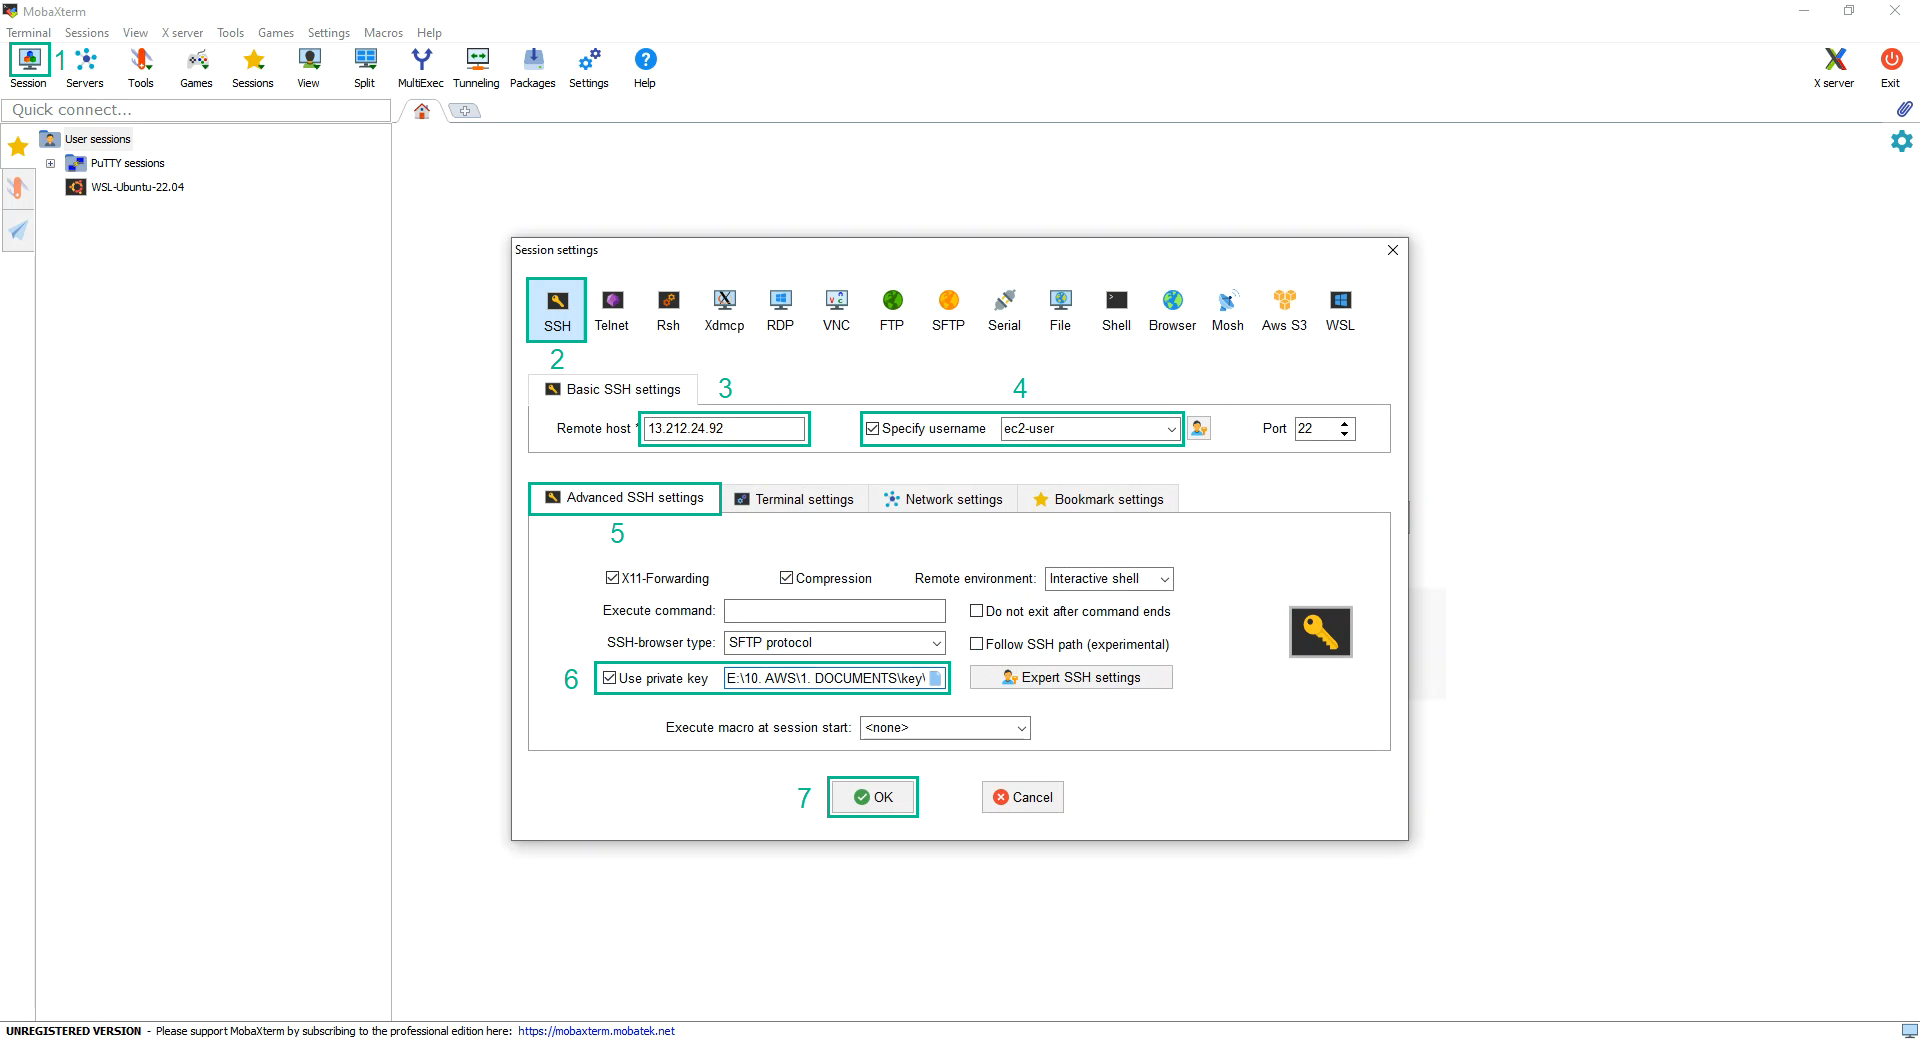 MobaXterm
Terminal Sessions View X server Tools Games Settings Macros Help
1
Session Servers Tools Games Sessions View Split MultiExec Tunneling Packages Settings Help X server Exit
Quick connect...
User sessions
PuTTY sessions
WSL-Ubuntu-22.04
Session settings
SSH Telnet Rsh Xdmcp RDP VNC FTP SFTP Serial File Shell Browser Mosh Aws S3 WSL
2
Basic SSH settings 3 4
Remote host * 13.212.24.92 Specify username ec2-user Port 22
Advanced SSH settings Terminal settings Network settings Bookmark settings
5
X11-Forwarding Compression Remote environment: Interactive shell
Execute command: Do not exit after command ends
SSH-browser type: SFTP protocol Follow SSH path (experimental)
6 Use private key E:\10. AWS\1. DOCUMENTS\key\ Expert SSH settings
Execute macro at session start: <none>
7 OK Cancel
UNREGISTERED VERSION - Please support MobaXterm by subscribing to the professional edition here: https://mobaxterm.mobatek.net